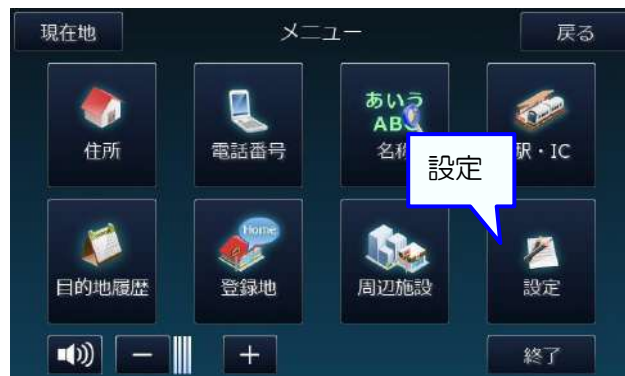 現在地
メニュー
戻る
住所
電話番号
あいう
AB
名称
駅・IC
設定
目的地履歴
Home
登録地
周辺施設
設定
終了